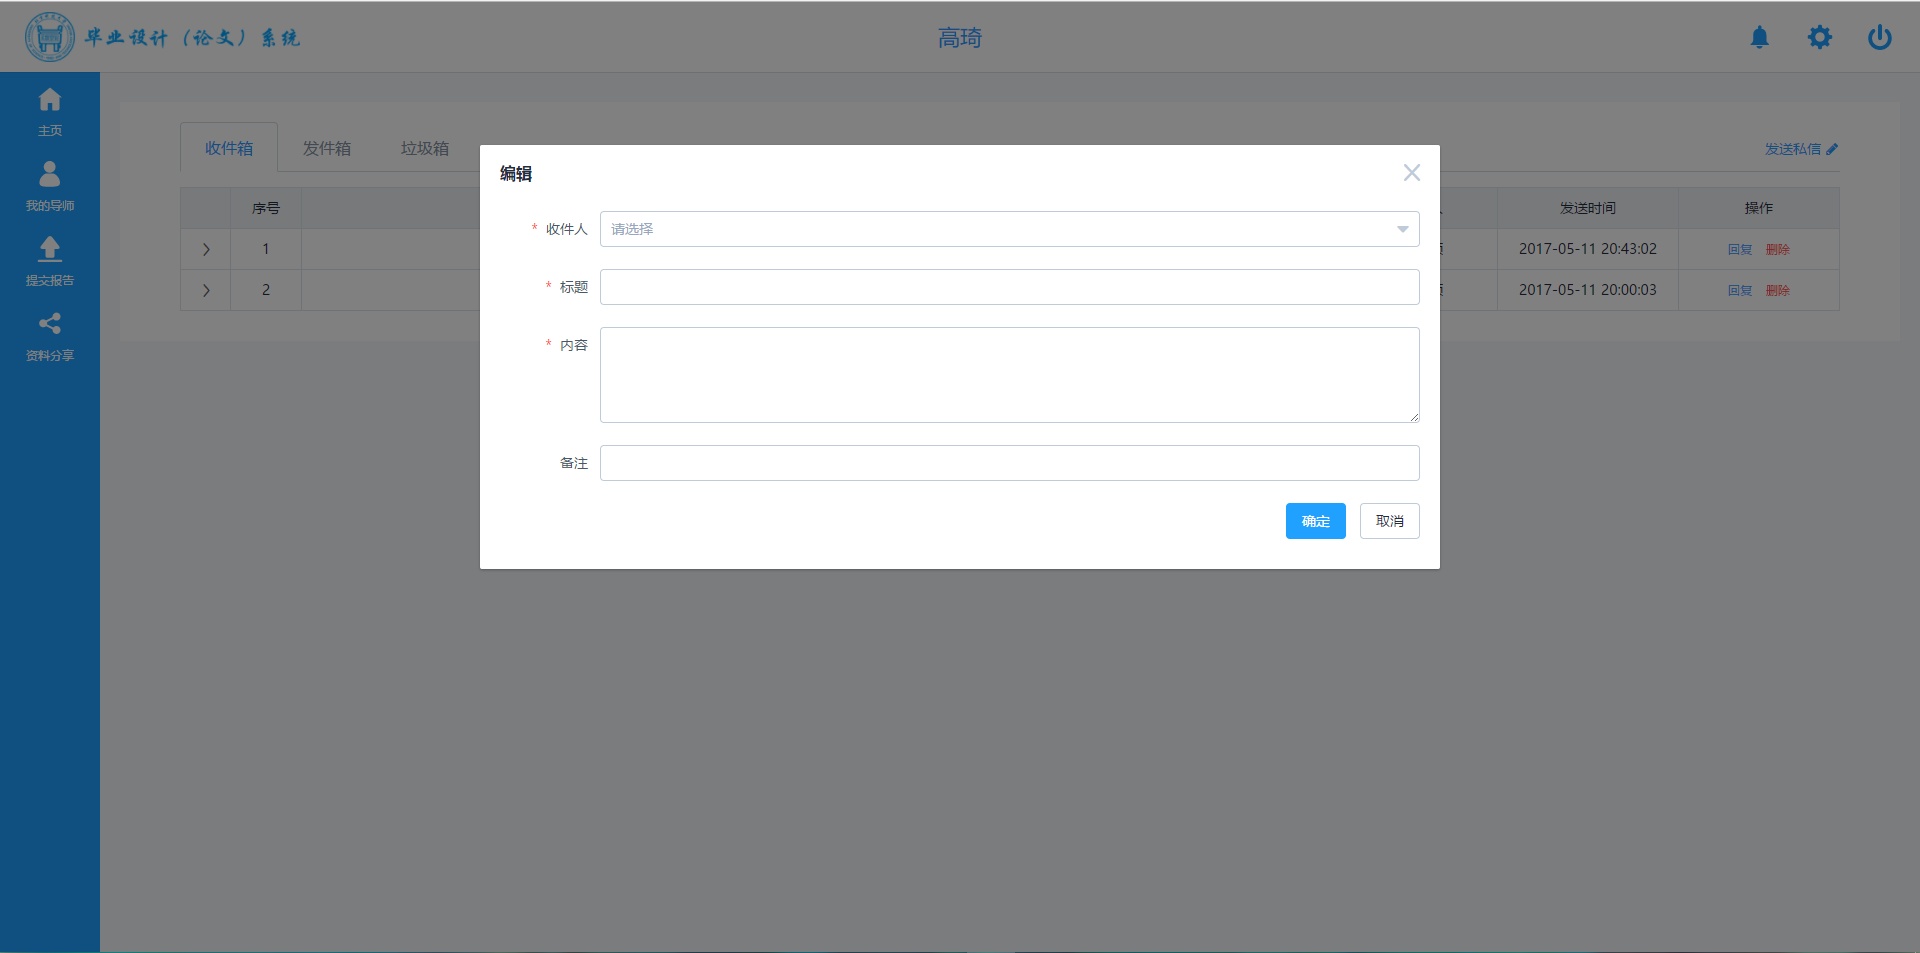 毕业设计（论文）系统
高琦
主页
我的导师
提交报告
资料分享
收件箱 发件箱 垃圾箱
发送私信
序号 发送时间 操作
1 2017-05-11 20:43:02 回复 删除
2 2017-05-11 20:00:03 回复 删除
编辑
* 收件人 请选择
* 标题
* 内容
备注
确定 取消